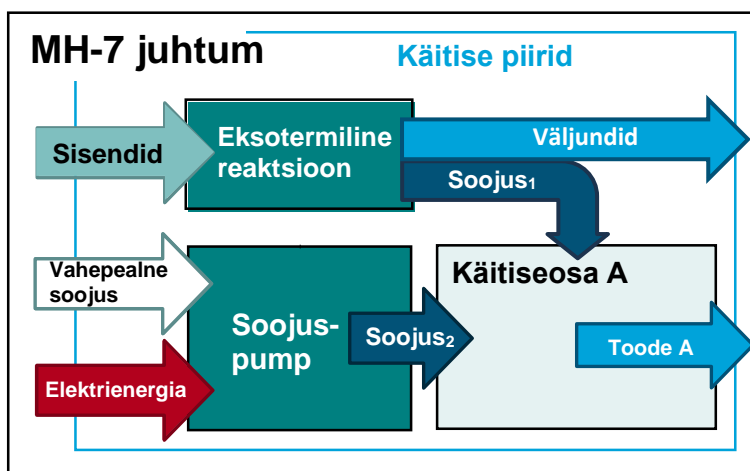 MH-7 juhtum
Käitise piirid
Sisendid
Eksotermiline
reaktsioon
Väljundid
Soojus₁
Vahepealne
soojus
Elektrienergia
Soojus-
pump
Soojus₂
Käitiseosa A
Toode A